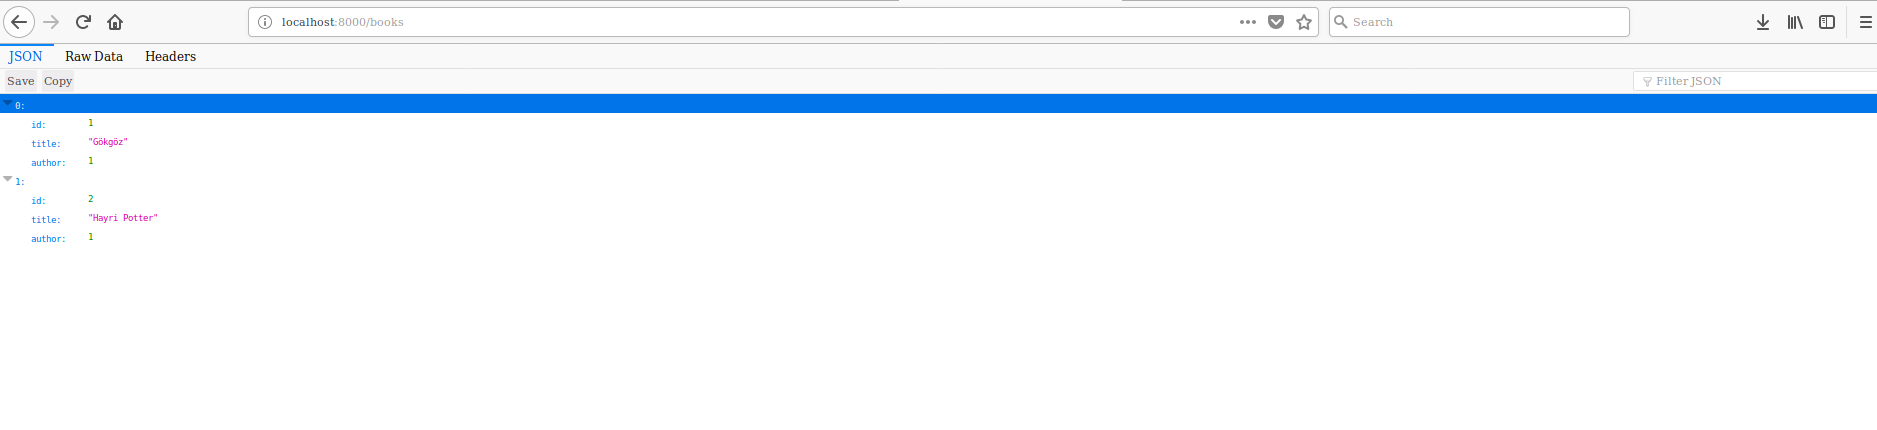 localhost:8000/books
Search
JSON Raw Data Headers
Save Copy Filter JSON
0:
id: 1
title: "Gökgöz"
author: 1
1:
id: 2
title: "Hayri Potter"
author: 1